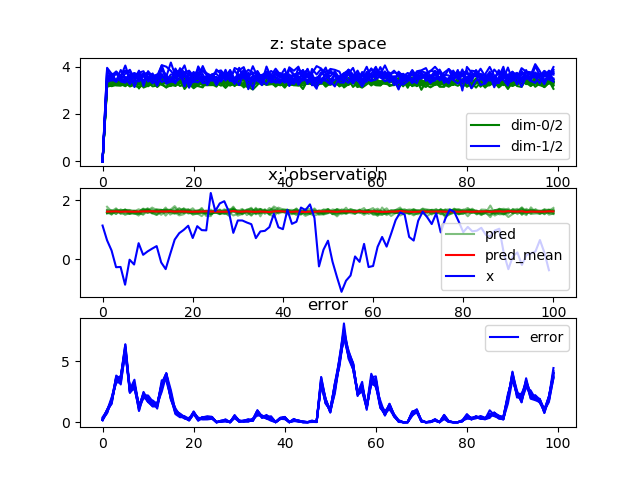 z: state space
4
2
0
dim-0/2
dim-1/2
0 20 40 60 80 100
x: observation
2
0
pred
pred_mean
x
0 20 40 60 80 100
error
5
0
error
0 20 40 60 80 100